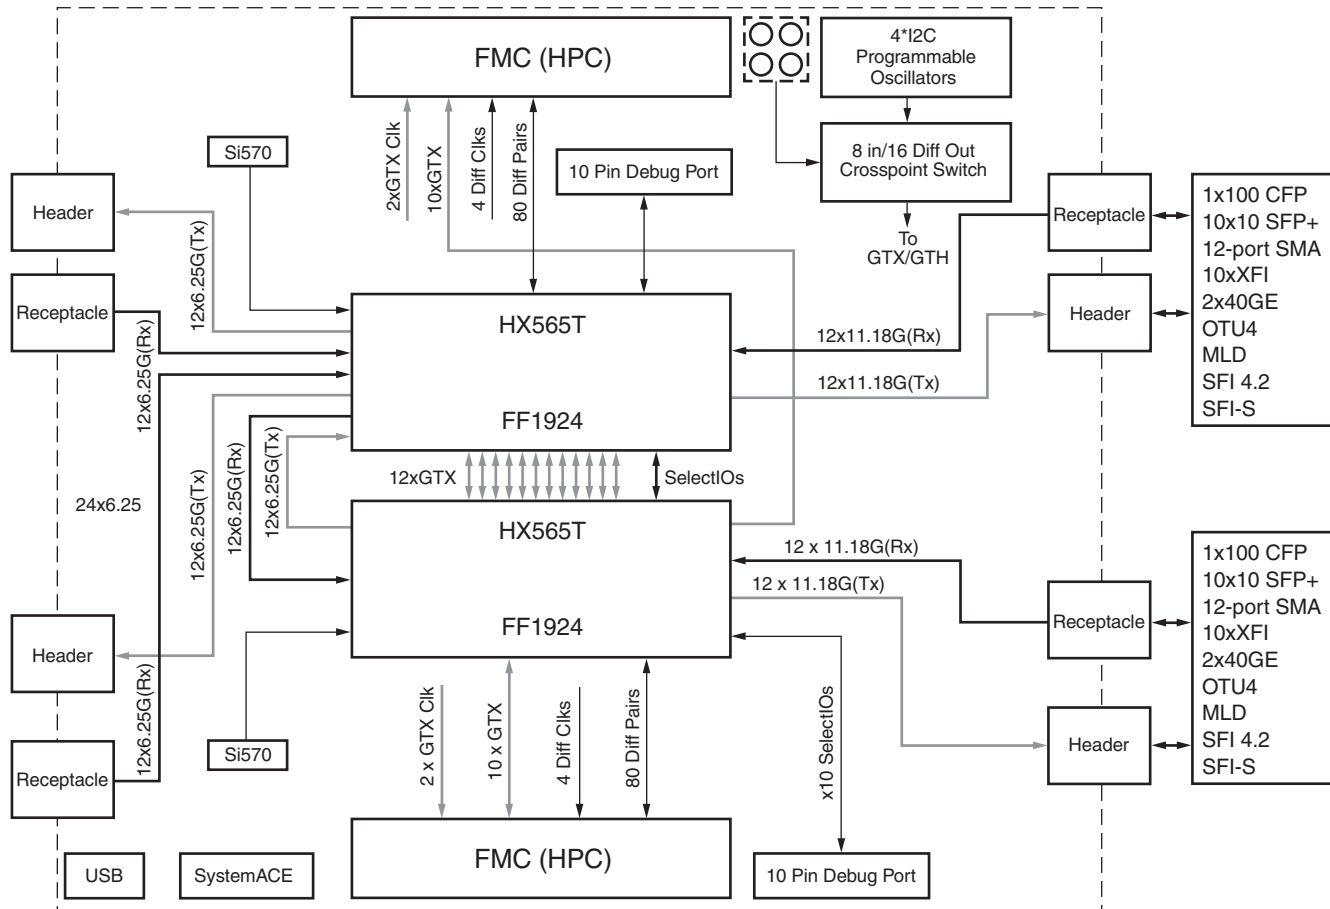 FMC (HPC)
4*I2C
Programmable
Oscillators
2xGTX Clk
10xGTX
4 Diff Clks
80 Diff Pairs
Si570
10 Pin Debug Port
8 in/16 Diff Out
Crosspoint Switch
To
GTX/GTH
Header
Receptacle
12x6.25G(Tx)
12x6.25G(Rx)
HX565T
FF1924
12x11.18G(Rx)
12x11.18G(Tx)
Receptacle
Header
1x100 CFP
10x10 SFP+
12-port SMA
10xXFI
2x40GE
OTU4
MLD
SFI 4.2
SFI-S
12x6.25G(Tx)
12x6.25G(Rx)
12x6.25G(Tx)
12xGTX
SelectIOs
24x6.25
HX565T
FF1924
12 x 11.18G(Rx)
12 x 11.18G(Tx)
Receptacle
Header
1x100 CFP
10x10 SFP+
12-port SMA
10xXFI
2x40GE
OTU4
MLD
SFI 4.2
SFI-S
Header
Receptacle
12x6.25G(Rx)
Si570
2 x GTX Clk
10 x GTX
4 Diff Clks
80 Diff Pairs
x10 SelectIOs
FMC (HPC)
10 Pin Debug Port
USB
SystemACE